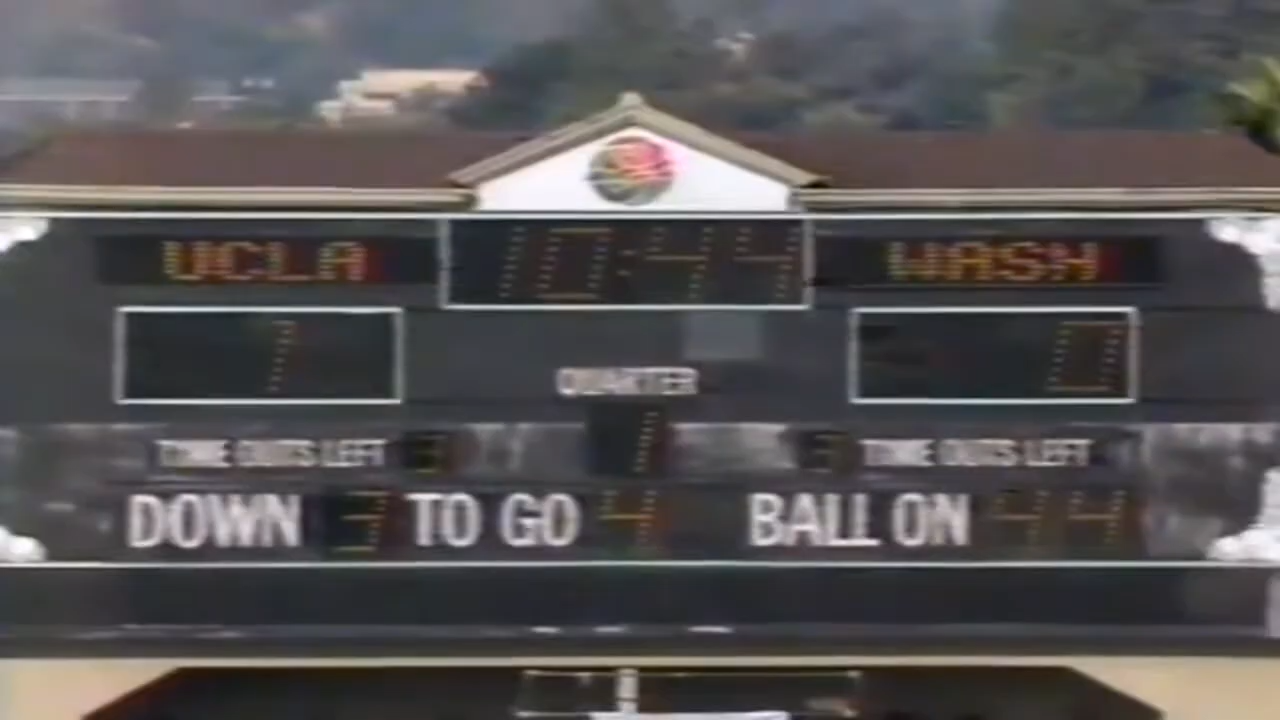 UCLA 10:44 WASH
7 0
QUARTER
1
TIME OUTS LEFT 3 3 TIME OUTS LEFT
DOWN 3 TO GO 4 BALL ON 44